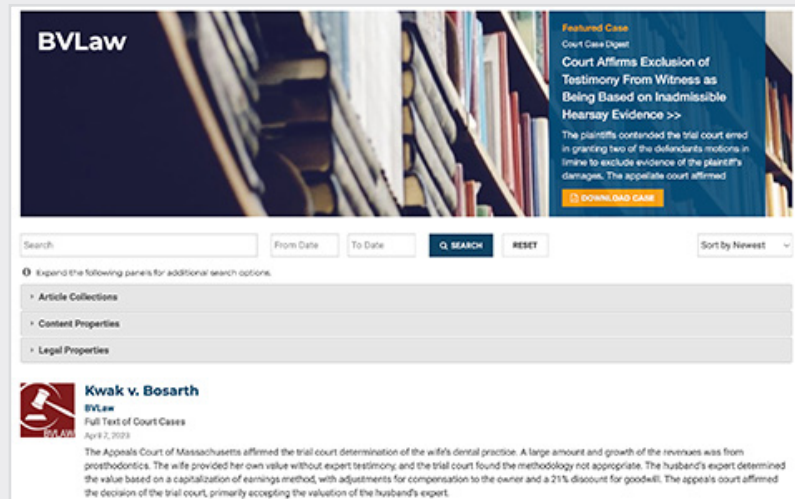 BVLaw
Featured Case
Court Case Digest
Court Affirms Exclusion of
Testimony From Witness as
Being Based on Inadmissible
Hearsay Evidence >>
The plaintiffs contended the trial court erred
in granting two of the defendants motions in
limine to exclude evidence of the plaintiff's
damages. The appellate court affirmed
DOWNLOAD CASE
Search From Date To Date SEARCH RESET Sort by Newest
Expand the following panels for additional search options.
› Article Collections
› Content Properties
› Legal Properties
Kwak v. Bosarth
BVLaw
Full Text of Court Cases
BVLAW
April 7, 2023
The Appeals Court of Massachusetts affirmed the trial court determination of the wife's dental practice. A large amount and growth of the revenues was from
prosthodontics. The wife provided her own value without expert testimony, and the trial court found the methodology not appropriate. The husband's expert determined
the value based on a capitalization of earnings method, with adjustments for compensation to the owner and a 21% discount for goodwill. The appeals court affirmed
the decision of the trial court, primarily accepting the valuation of the husband's expert.